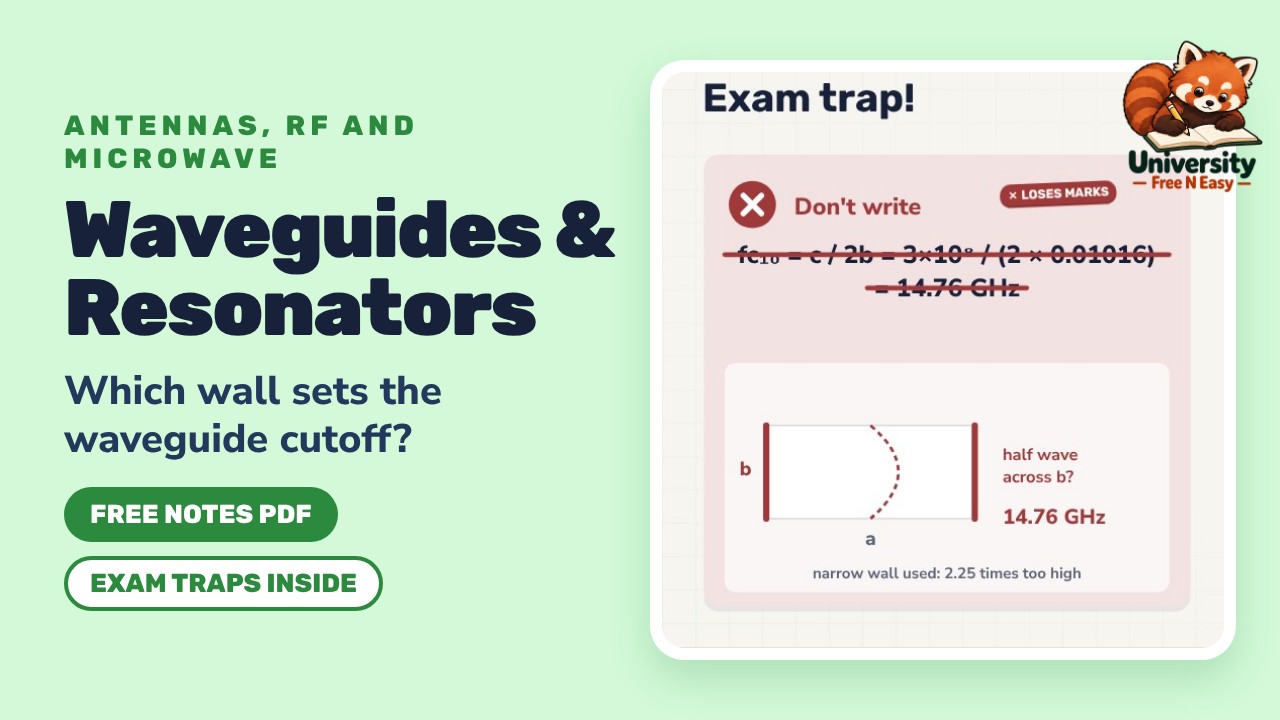 ANTENNAS, RF AND
MICROWAVE
Waveguides &
Resonators
Which wall sets the
waveguide cutoff?
FREE NOTES PDF
EXAM TRAPS INSIDE
Exam trap!
University
Free N Easy
× LOSES MARKS
Don't write
fc₁₀ = c / 2b = 3×10⁸ / (2 × 0.01016)
= 14.76 GHz
b
a
half wave
across b?
14.76 GHz
narrow wall used: 2.25 times too high